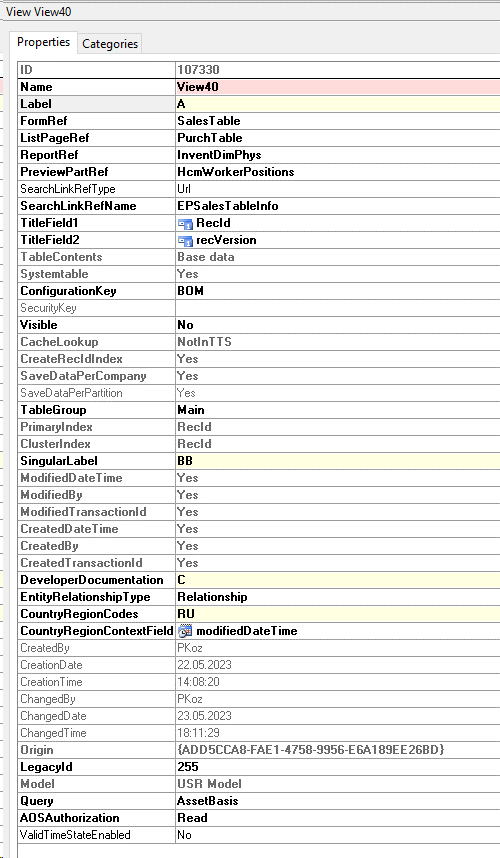 View View40
Properties Categories
ID 107330
Name View40
Label A
FormRef SalesTable
ListPageRef PurchTable
ReportRef InventDimPhys
PreviewPartRef HcmWorkerPositions
SearchLinkRefType Url
SearchLinkRefName EPSalesTableInfo
TitleField1 RecId
TitleField2 recVersion
TableContents Base data
Systemtable Yes
ConfigurationKey BOM
SecurityKey
Visible No
CacheLookup NotInTTS
CreateRecIdIndex Yes
SaveDataPerCompany Yes
SaveDataPerPartition Yes
TableGroup Main
PrimaryIndex RecId
ClusterIndex RecId
SingularLabel BB
ModifiedDateTime Yes
ModifiedBy Yes
ModifiedTransactionId Yes
CreatedDateTime Yes
CreatedBy Yes
CreatedTransactionId Yes
DeveloperDocumentation C
EntityRelationshipType Relationship
CountryRegionCodes RU
CountryRegionContextField modifiedDateTime
CreatedBy PKoz
CreationDate 22.05.2023
CreationTime 14:08:20
ChangedBy PKoz
ChangedDate 23.05.2023
ChangedTime 18:11:29
Origin {ADD5CCA8-FAE1-4758-9956-E6A189EE26BD}
LegacyId 255
Model USR Model
Query AssetBasis
AOSAuthorization Read
ValidTimeStateEnabled No